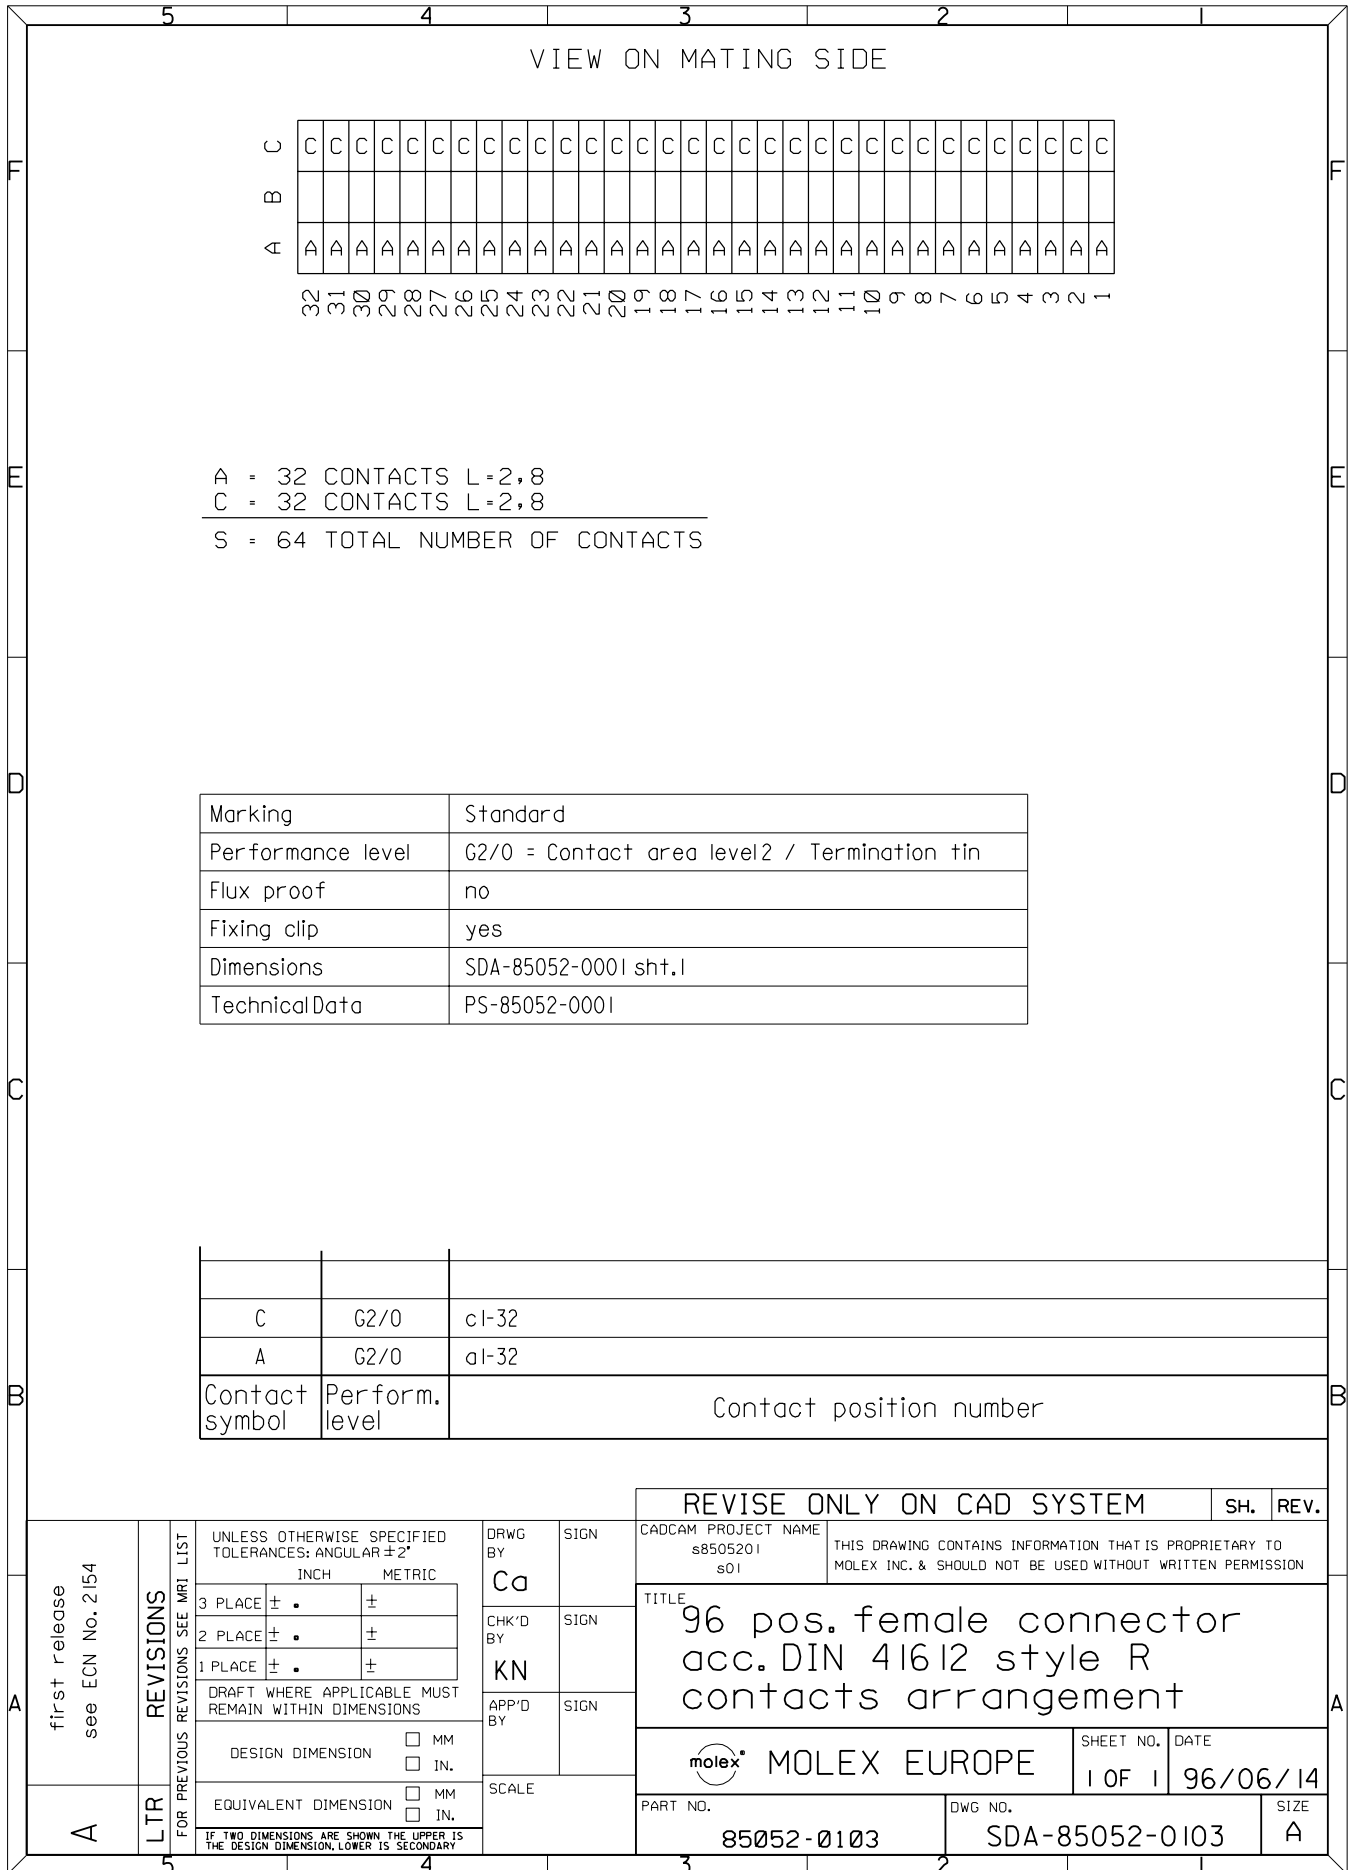 5 4 3 2 1
VIEW ON MATING SIDE
C C C C C C C C C C C C C C C C C C C C C C C C C C C C C C C C C
B
A A A A A A A A A A A A A A A A A A A A A A A A A A A A A A A A A
32 31 30 29 28 27 26 25 24 23 22 21 20 19 18 17 16 15 14 13 12 11 10 9 8 7 6 5 4 3 2 1
F F
E E
A = 32 CONTACTS L=2,8
C = 32 CONTACTS L=2,8
S = 64 TOTAL NUMBER OF CONTACTS
D D
Marking Standard
Performance level G2/0 = Contact area level 2 / Termination tin
Flux proof no
Fixing clip yes
Dimensions SDA-85052-0001 sht.1
Technical Data PS-85052-0001
C C
C G2/0 c1-32
A G2/0 a1-32
Contact symbol Perform. level Contact position number
B B
REVISE ONLY ON CAD SYSTEM SH. REV.
first release
see ECN No. 2154
A
REVISIONS
LTR
FOR PREVIOUS REVISIONS SEE MRI LIST
UNLESS OTHERWISE SPECIFIED
TOLERANCES: ANGULAR ±2°
INCH METRIC
3 PLACE ± . ±
2 PLACE ± . ±
1 PLACE ± . ±
DRAFT WHERE APPLICABLE MUST
REMAIN WITHIN DIMENSIONS
DESIGN DIMENSION MM
IN.
EQUIVALENT DIMENSION MM
IN.
IF TWO DIMENSIONS ARE SHOWN THE UPPER IS
THE DESIGN DIMENSION, LOWER IS SECONDARY
DRWG BY SIGN
Ca
CHK'D BY SIGN
KN
APP'D BY SIGN
SCALE
CADCAM PROJECT NAME
s8505201
s01
THIS DRAWING CONTAINS INFORMATION THAT IS PROPRIETARY TO
MOLEX INC. & SHOULD NOT BE USED WITHOUT WRITTEN PERMISSION
TITLE
96 pos. female connector
acc. DIN 41612 style R
contacts arrangement
A A
molex MOLEX EUROPE
SHEET NO.
1 OF 1
DATE
96/06/14
PART NO.
85052-0103
DWG NO.
SDA-85052-0103
SIZE
A
5 4 3 2 1